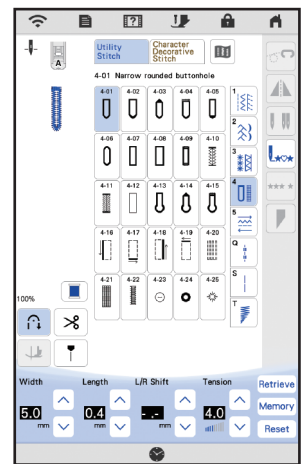 Utility Stitch
Character Decorative Stitch
A
4-01 Narrow rounded buttonhole
4-01 4-02 4-03 4-04 4-05
4-06 4-07 4-08 4-09 4-10
4-11 4-12 4-13 4-14 4-15
4-16 4-17 4-18 4-19 4-20
4-21 4-22 4-23 4-24 4-25
1
2
3
4
5
Q
S
T
100%
Width Length L/R Shift Tension
5.0 mm 0.4 mm -.- mm 4.0
Retrieve
Memory
Reset